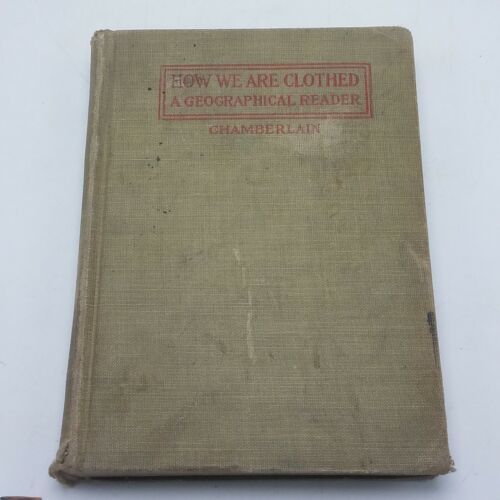 HOW WE ARE CLOTHED
A GEOGRAPHICAL READER
CHAMBERLAIN